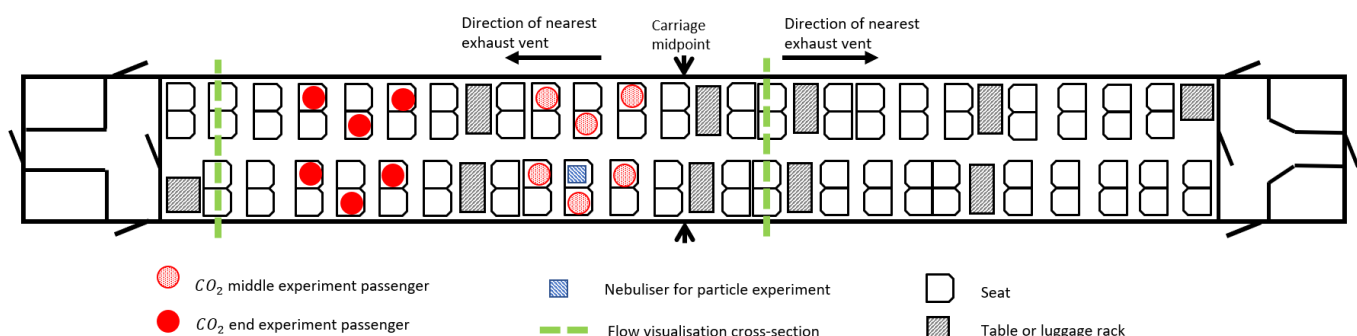 Direction of nearest
exhaust vent
Carriage
midpoint
Direction of nearest
exhaust vent
CO₂ middle experiment passenger
Nebuliser for particle experiment
Seat
CO₂ end experiment passenger
Flow visualisation cross-section
Table or luggage rack